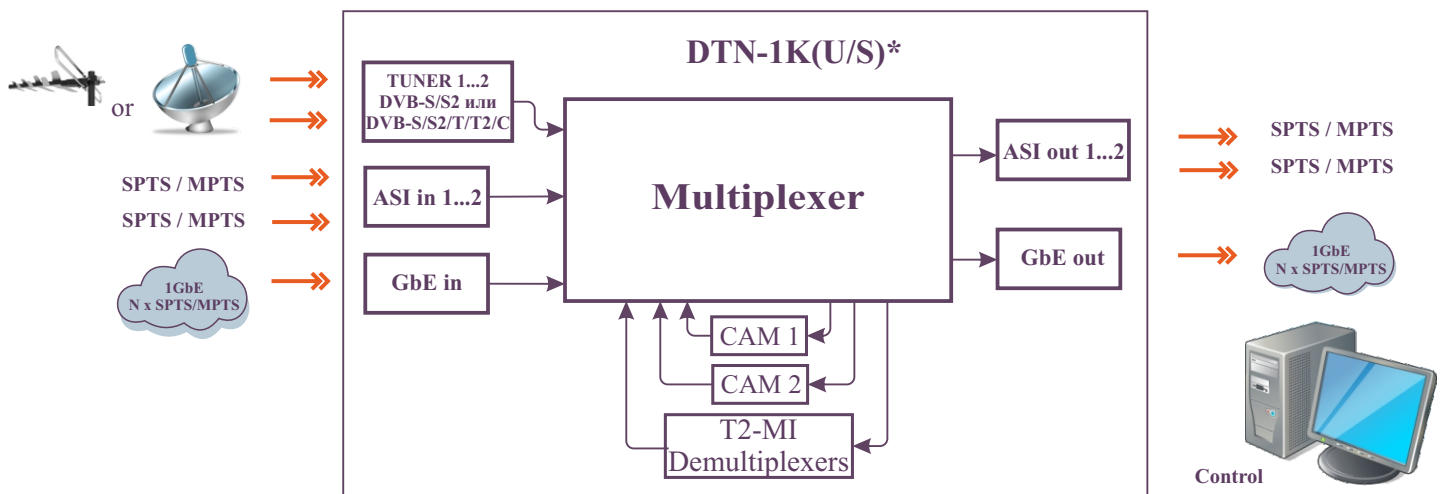 DTN-1K(U/S)*
or
TUNER 1...2
DVB-S/S2 или
DVB-S/S2/T/T2/C
SPTS / MPTS
SPTS / MPTS
ASI in 1...2
1GbE
N x SPTS/MPTS
GbE in
Multiplexer
CAM 1
CAM 2
T2-MI
Demultiplexers
ASI out 1...2
GbE out
SPTS / MPTS
SPTS / MPTS
1GbE
N x SPTS/MPTS
Control